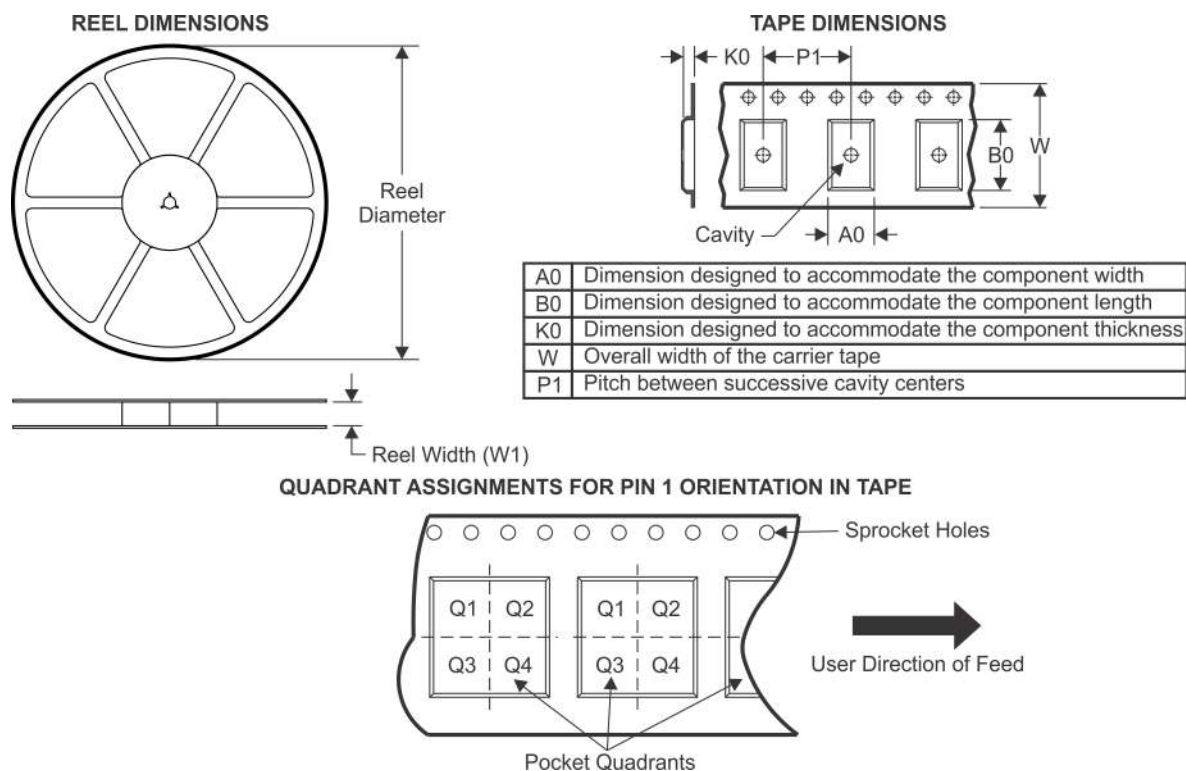 REEL DIMENSIONS
Reel
Diameter
Reel Width (W1)
TAPE DIMENSIONS
K0
P1
B0
W
Cavity
A0
A0 Dimension designed to accommodate the component width
B0 Dimension designed to accommodate the component length
K0 Dimension designed to accommodate the component thickness
W Overall width of the carrier tape
P1 Pitch between successive cavity centers
QUADRANT ASSIGNMENTS FOR PIN 1 ORIENTATION IN TAPE
Sprocket Holes
Q1 Q2 Q1 Q2
Q3 Q4 Q3 Q4
User Direction of Feed
Pocket Quadrants